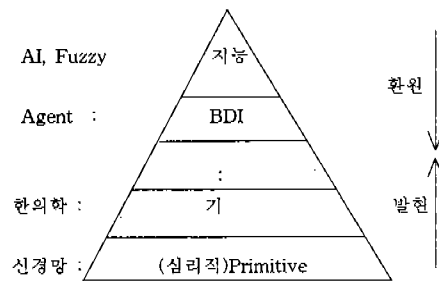 AI, Fuzzy 지능
환원
Agent : BDI
:
한의학 : 기
발현
신경망 : (심리적)Primitive